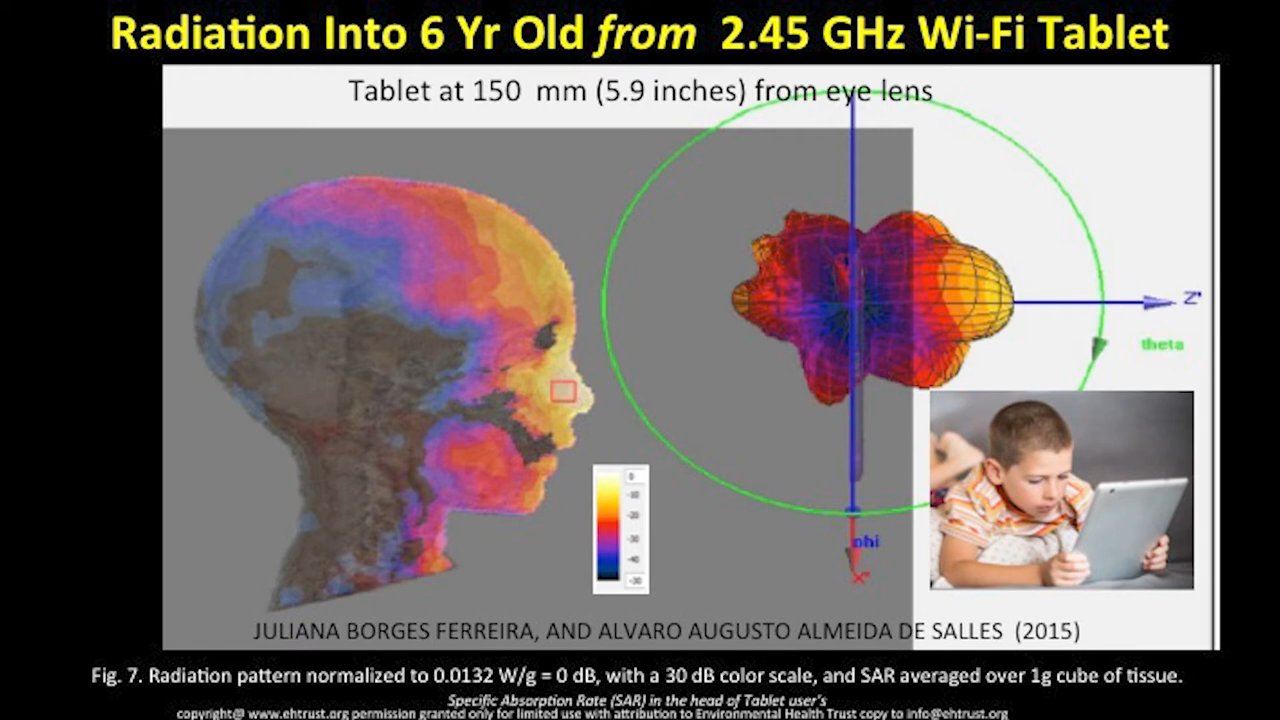 Radiation Into 6 Yr Old from 2.45 GHz Wi-Fi Tablet
Tablet at 150 mm (5.9 inches) from eye lens
Z'
theta
0
-10
-20
-30
-40
phi
X"
JULIANA BORGES FERREIRA, AND ALVARO AUGUSTO ALMEIDA DE SALLES (2015)
Fig. 7. Radiation pattern normalized to 0.0132 W/g = 0 dB, with a 30 dB color scale, and SAR averaged over 1g cube of tissue.
Specific Absorption Rate (SAR) in the head of Tablet user's
copyright@ www.ehtrust.org permission granted only for limited use with attribution to Environmental Health Trust copy to info@ehtrust.org